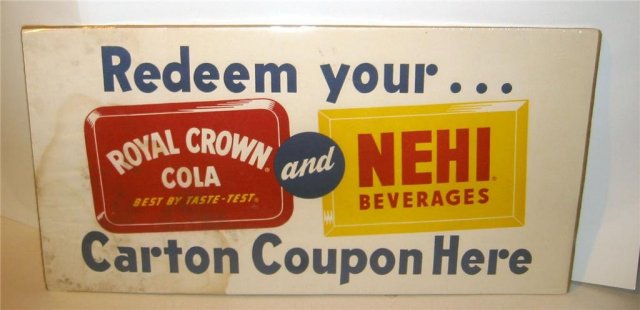 Redeem your...
ROYAL CROWN®
COLA
BEST BY TASTE-TEST®
and
NEHI®
BEVERAGES
Carton Coupon Here